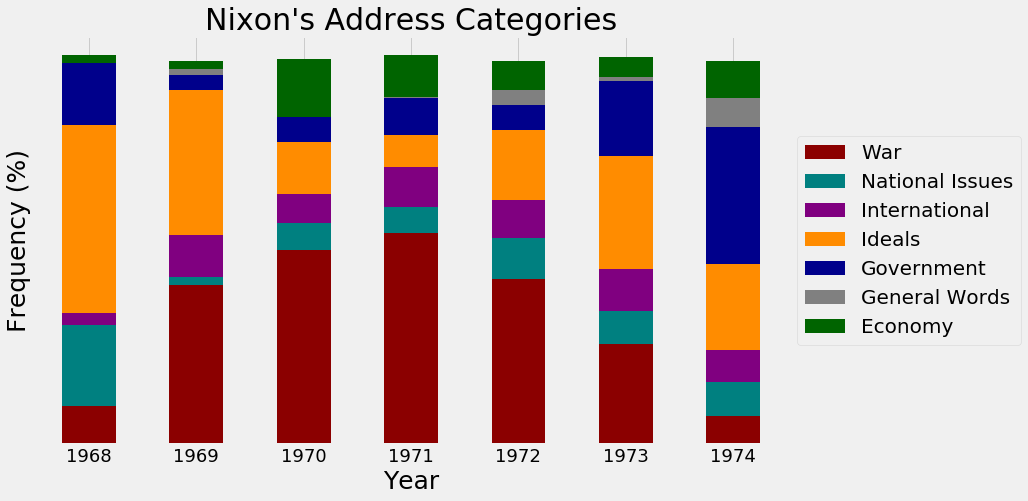 Nixon's Address Categories
Frequency (%)
War
National Issues
International
Ideals
Government
General Words
Economy
1968 1969 1970 1971 1972 1973 1974
Year